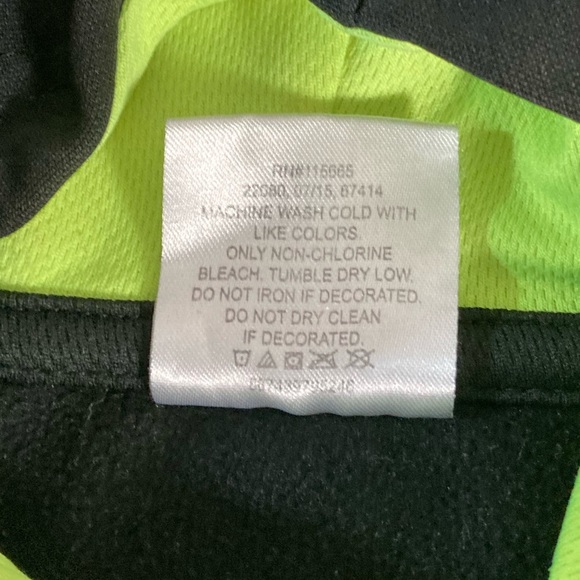 RN#115665
22080, 07/15, 67414
MACHINE WASH COLD WITH
LIKE COLORS.
ONLY NON-CHLORINE
BLEACH. TUMBLE DRY LOW.
DO NOT IRON IF DECORATED.
DO NOT DRY CLEAN
IF DECORATED.